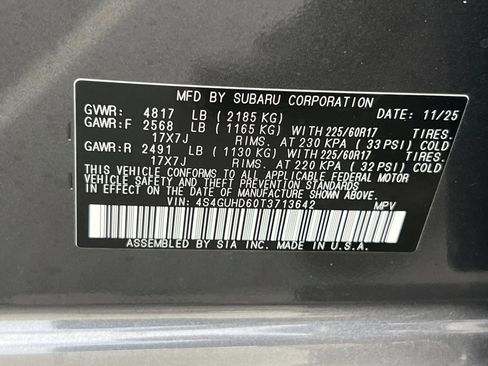 MFD BY SUBARU CORPORATION
GVWR: 4817 LB ( 2185 KG) DATE: 11/25
GAWR:F 2568 LB ( 1165 KG) WITH 225/60R17 TIRES.
17X7J RIMS. AT 230 KPA ( 33 PSI) COLD
GAWR:R 2491 LB ( 1130 KG) WITH 225/60R17 TIRES.
17X7J RIMS. AT 220 KPA ( 32 PSI) COLD
THIS VEHICLE CONFORMS TO ALL APPLICABLE FEDERAL MOTOR
VEHICLE SAFETY AND THEFT PREVENTION STANDARDS IN EFFECT
ON THE DATE OF MANUFACTURE SHOWN ABOVE.
VIN: 4S4GUHD60T3713642 MPV
ASSEMBLED BY SIA INC. MADE IN U.S.A.